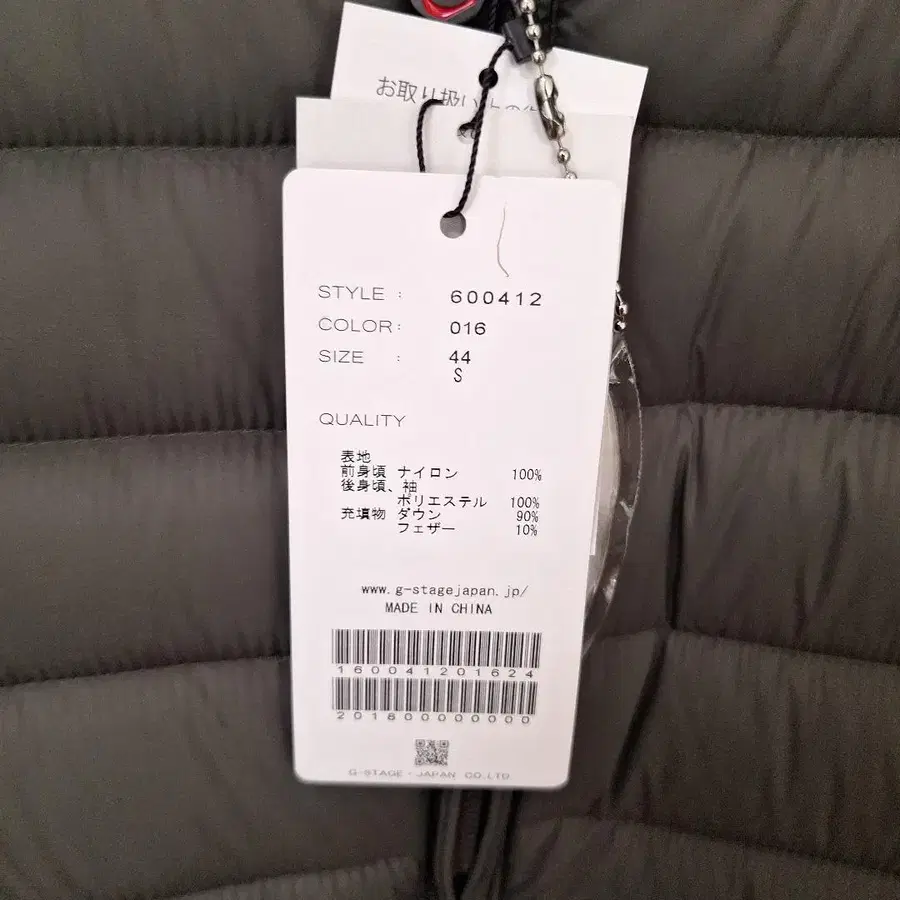 お取り扱い上の
STYLE : 600412
COLOR : 016
SIZE : 44
S
QUALITY
表地
前身頃 ナイロン 100%
後身頃、袖
ポリエステル 100%
充填物 ダウン 90%
フェザー 10%
www.g-stagejapan.jp/
MADE IN CHINA
160041201624
2018000000000
G-STAGE・JAPAN CO.LTD